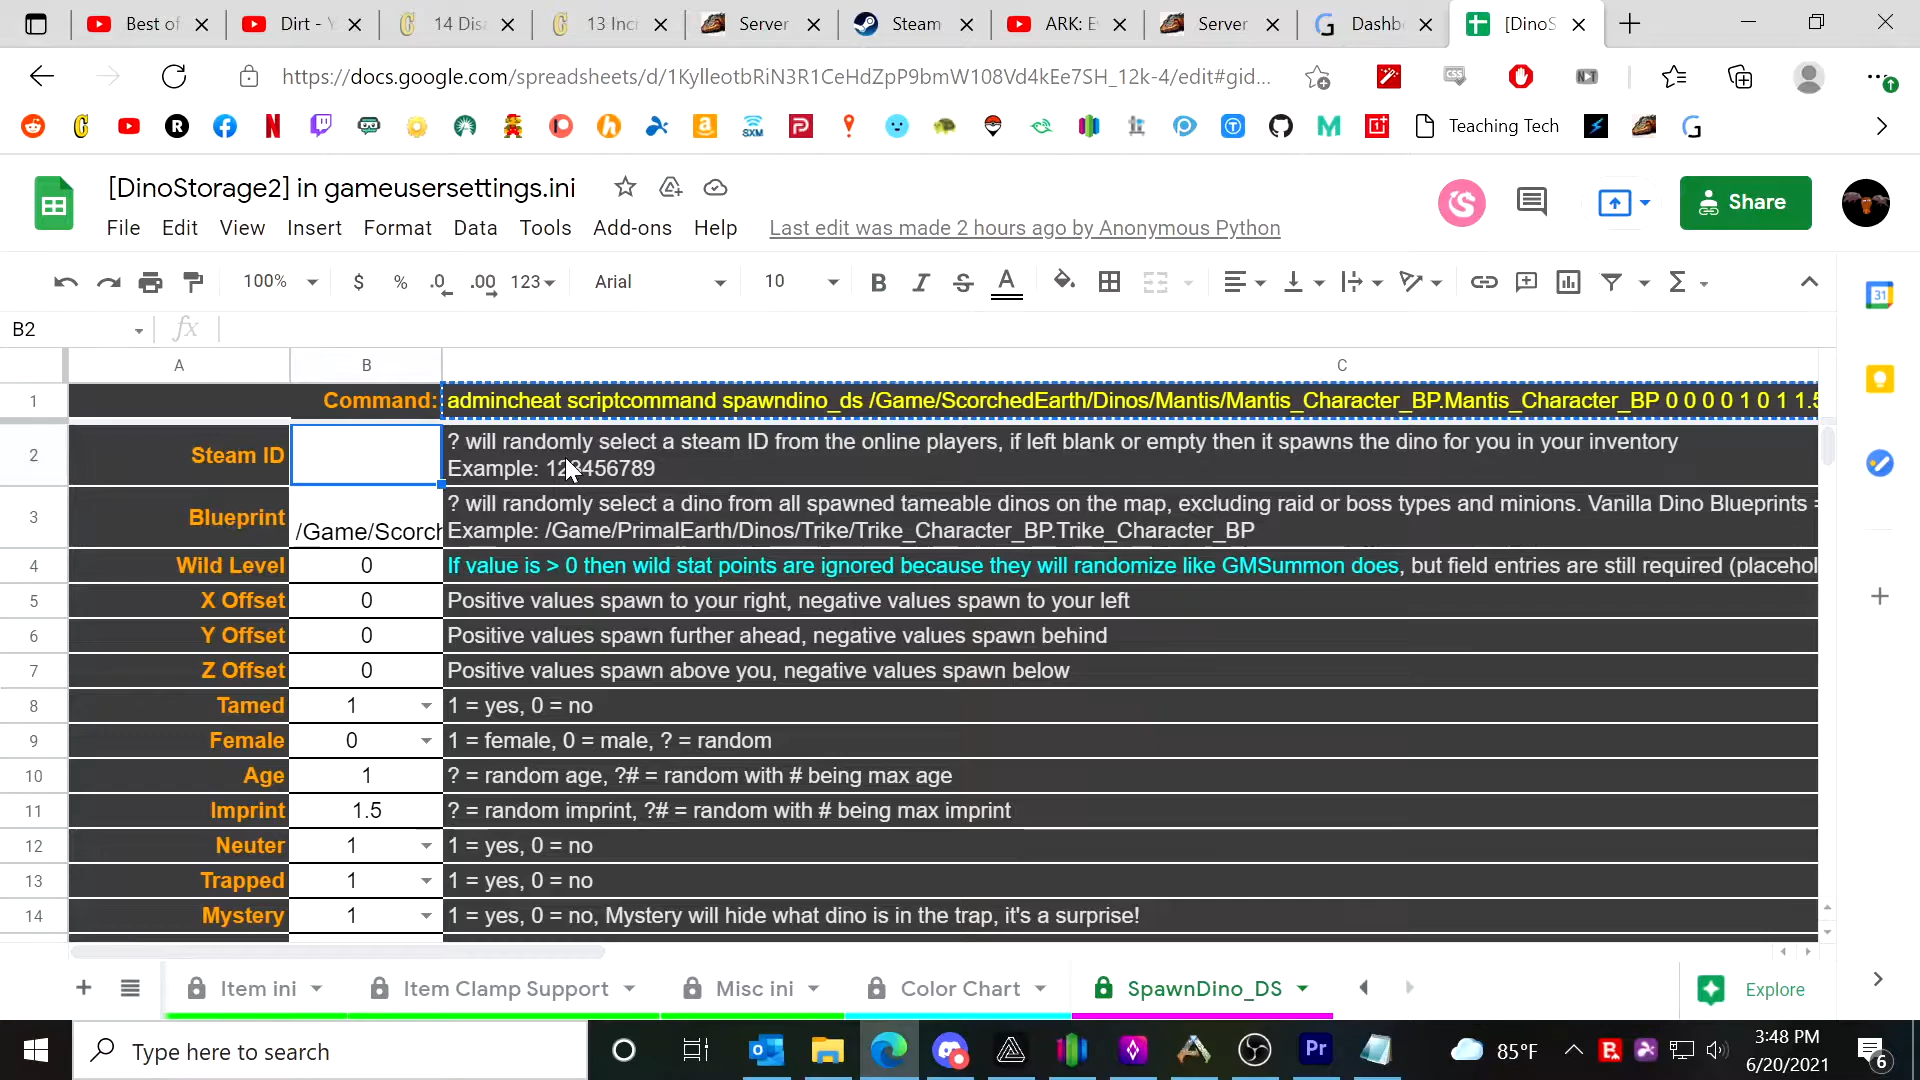 Best of
Dirt - Y
14 Disa
13 Incr
Server
Steam
ARK: E
Server
Dashb
[DinoS
https://docs.google.com/spreadsheets/d/1KylleotbRiN3R1CeHdZpP9bmW108Vd4kEe7SH_12k-4/edit#gid...
Teaching Tech
[DinoStorage2] in gameusersettings.ini
Share
File Edit View Insert Format Data Tools Add-ons Help Last edit was made 2 hours ago by Anonymous Python
100% $ % .0 .00 123 Arial 10 B I S A
B2 fx
A B C
1 Command: admincheat scriptcommand spawndino_ds /Game/ScorchedEarth/Dinos/Mantis/Mantis_Character_BP.Mantis_Character_BP 0 0 0 0 1 0 1 1.5
2 Steam ID ? will randomly select a steam ID from the online players, if left blank or empty then it spawns the dino for you in your inventory
Example: 123456789
3 Blueprint /Game/Scorch ? will randomly select a dino from all spawned tameable dinos on the map, excluding raid or boss types and minions. Vanilla Dino Blueprints =
Example: /Game/PrimalEarth/Dinos/Trike/Trike_Character_BP.Trike_Character_BP
4 Wild Level 0 If value is > 0 then wild stat points are ignored because they will randomize like GMSummon does, but field entries are still required (placehol
5 X Offset 0 Positive values spawn to your right, negative values spawn to your left
6 Y Offset 0 Positive values spawn further ahead, negative values spawn behind
7 Z Offset 0 Positive values spawn above you, negative values spawn below
8 Tamed 1 1 = yes, 0 = no
9 Female 0 1 = female, 0 = male, ? = random
10 Age 1 ? = random age, ?# = random with # being max age
11 Imprint 1.5 ? = random imprint, ?# = random with # being max imprint
12 Neuter 1 1 = yes, 0 = no
13 Trapped 1 1 = yes, 0 = no
14 Mystery 1 1 = yes, 0 = no, Mystery will hide what dino is in the trap, it's a surprise!
Item ini Item Clamp Support Misc ini Color Chart SpawnDino_DS Explore
Type here to search
Pr
85°F
3:48 PM
6/20/2021
6